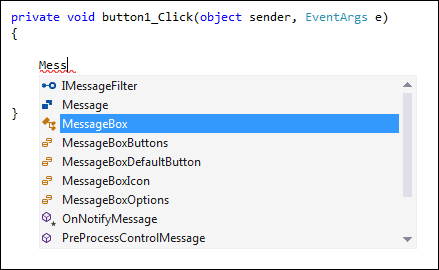 private void button1_Click(object sender, EventArgs e)
{
Mess
IMessageFilter
Message
MessageBox
MessageBoxButtons
MessageBoxDefaultButton
MessageBoxIcon
MessageBoxOptions
OnNotifyMessage
PreProcessControlMessage
}